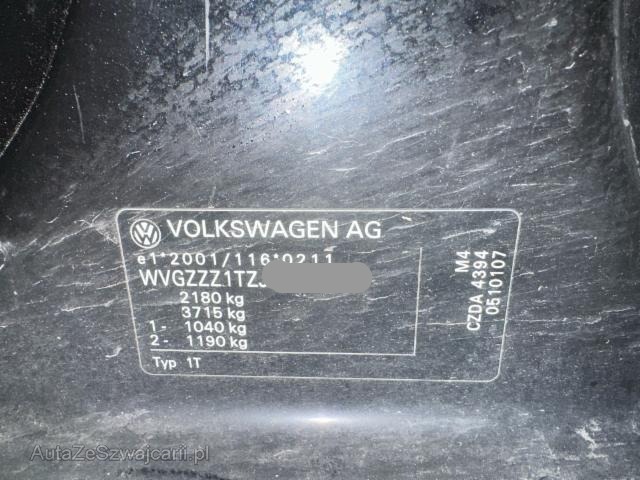 VOLKSWAGEN AG
e1*2001/116*0211
WVGZZZ1TZ
2180 kg
3715 kg
1- 1040 kg
2- 1190 kg
Typ 1T
M4
CZDA 4394
0510107
AutaZeSzwajcarii.pl